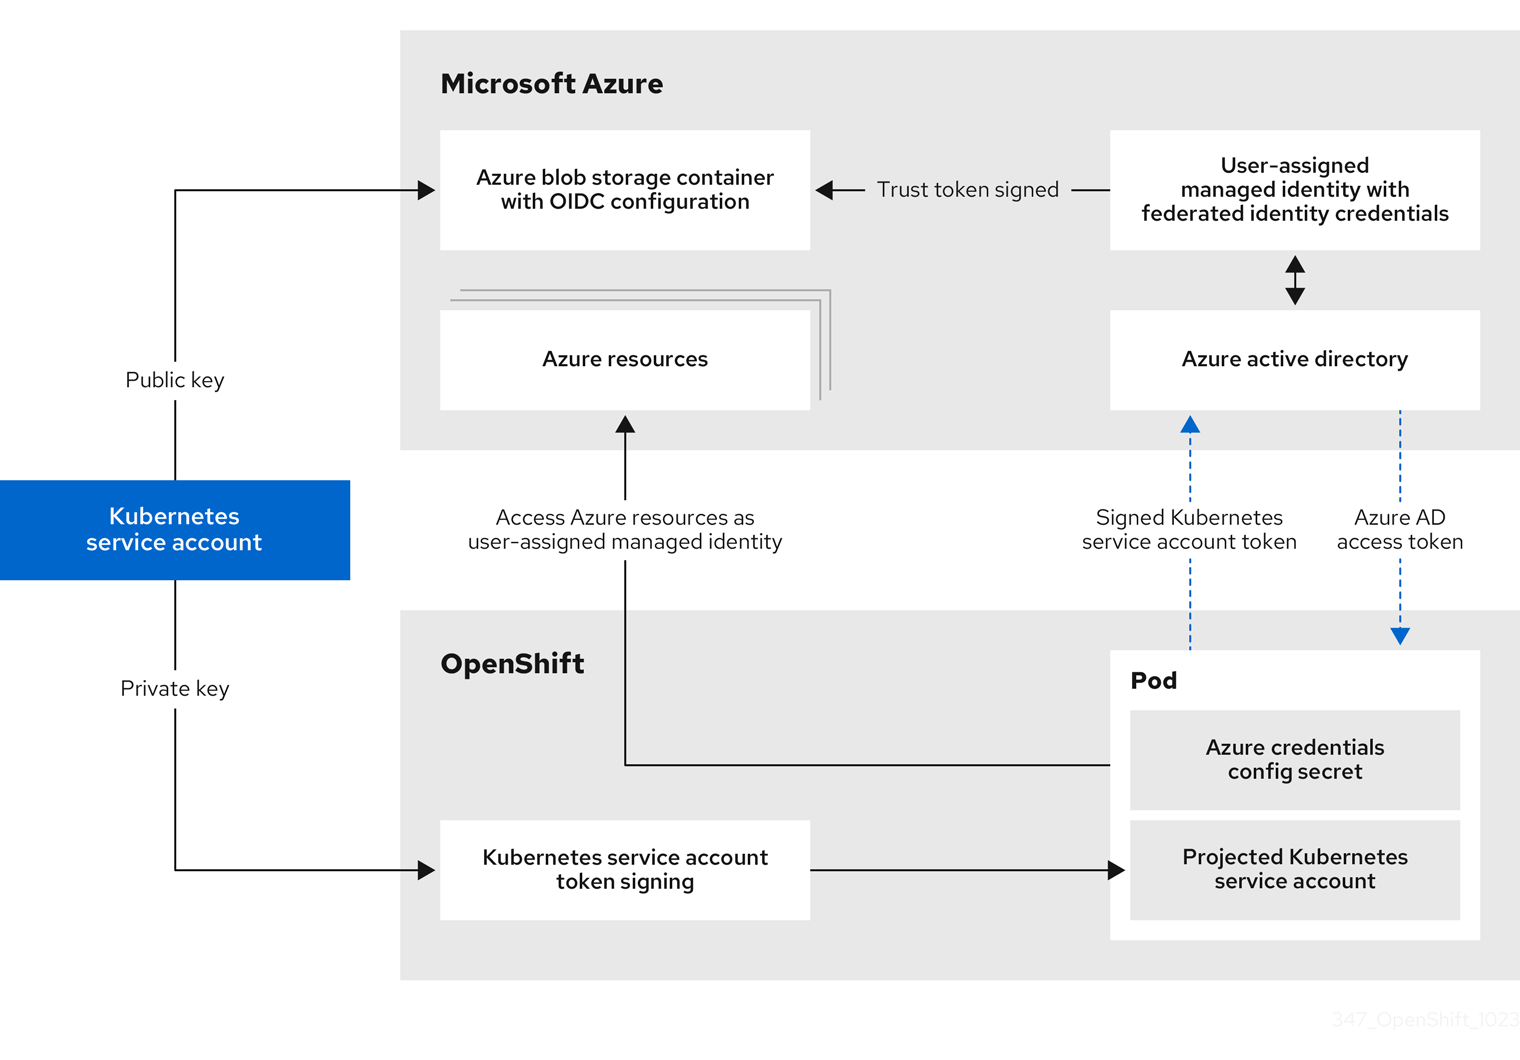 Microsoft Azure
Azure blob storage container
with OIDC configuration
Trust token signed
User-assigned
managed identity with
federated identity credentials
Azure resources
Azure active directory
Public key
Kubernetes
service account
Access Azure resources as
user-assigned managed identity
Signed Kubernetes
service account token
Azure AD
access token
Private key
OpenShift
Pod
Azure credentials
config secret
Kubernetes service account
token signing
Projected Kubernetes
service account
347_OpenShift_1023